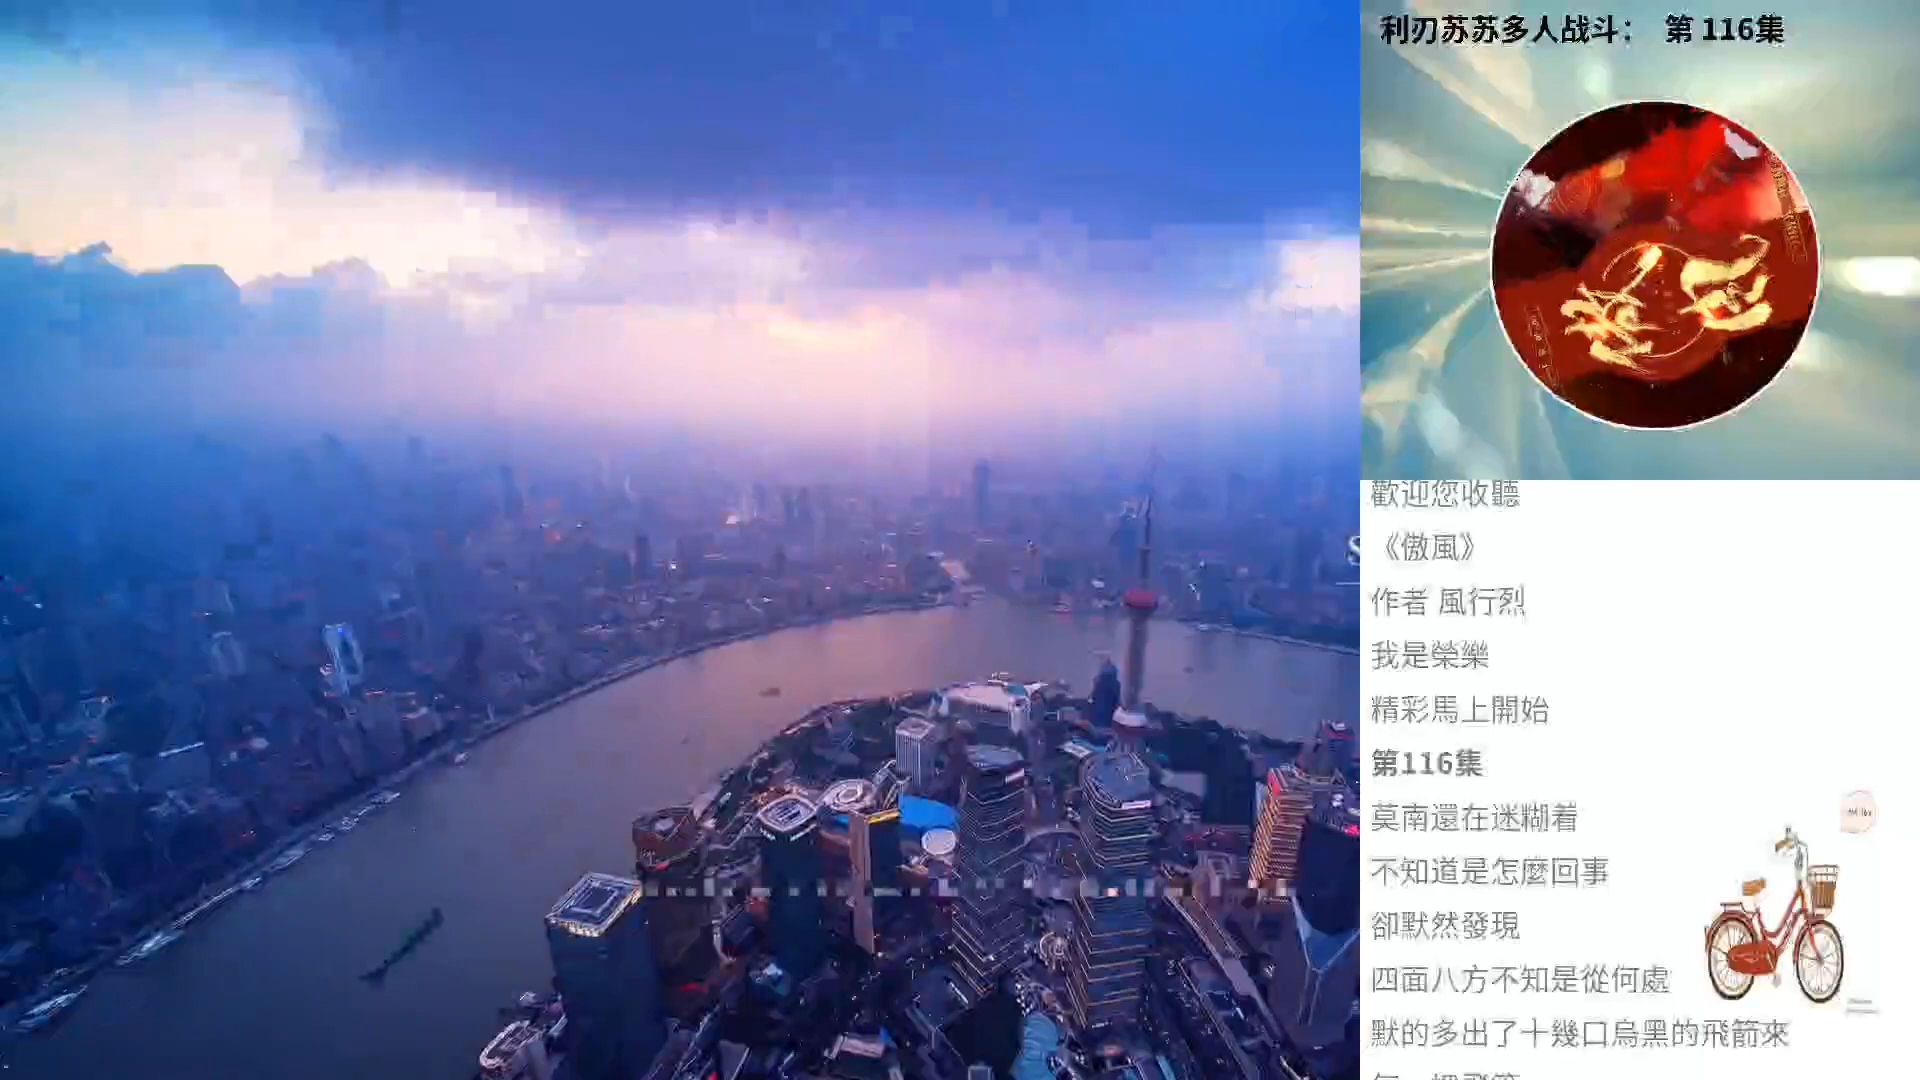 利刃苏苏多人战斗： 第 116集
歡迎您收聽
《傲風》
作者 風行烈
我是榮樂
精彩馬上開始
第116集
莫南還在迷糊着
不知道是怎麼回事
卻默然發現
四面八方不知是從何處
默的多出了十幾口烏黑的飛箭來